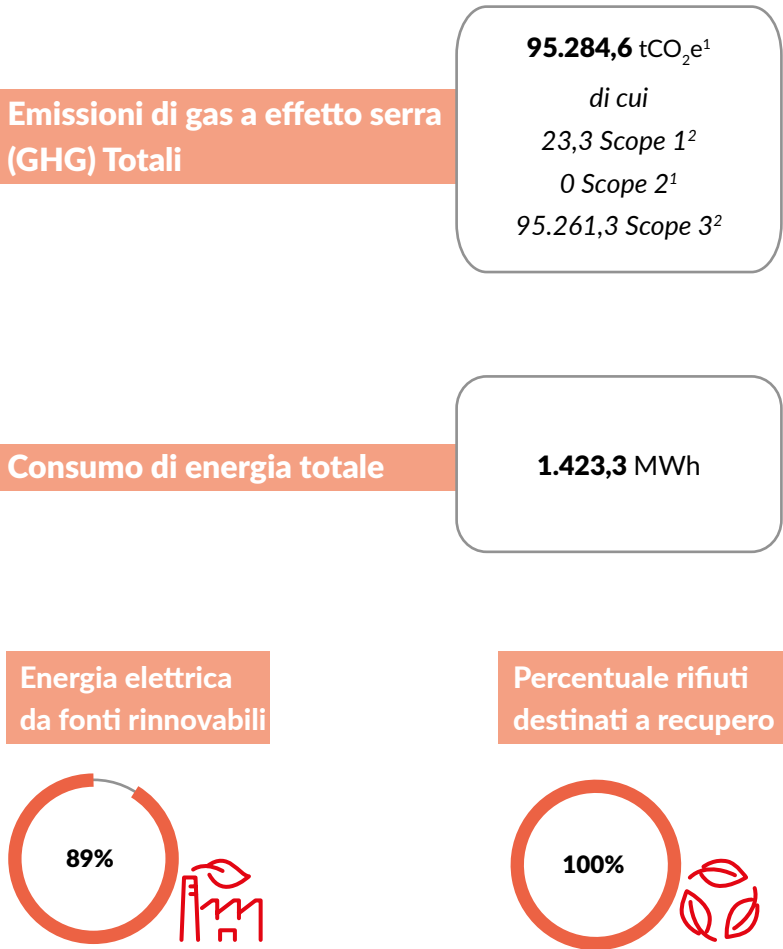 95.284,6 tCO₂e¹
di cui
23,3 Scope 1²
0 Scope 2¹
95.261,3 Scope 3²
Emissioni di gas a effetto serra
(GHG) Totali
Consumo di energia totale
1.423,3 MWh
Energia elettrica
da fonti rinnovabili
89%
Percentuale rifiuti
destinati a recupero
100%